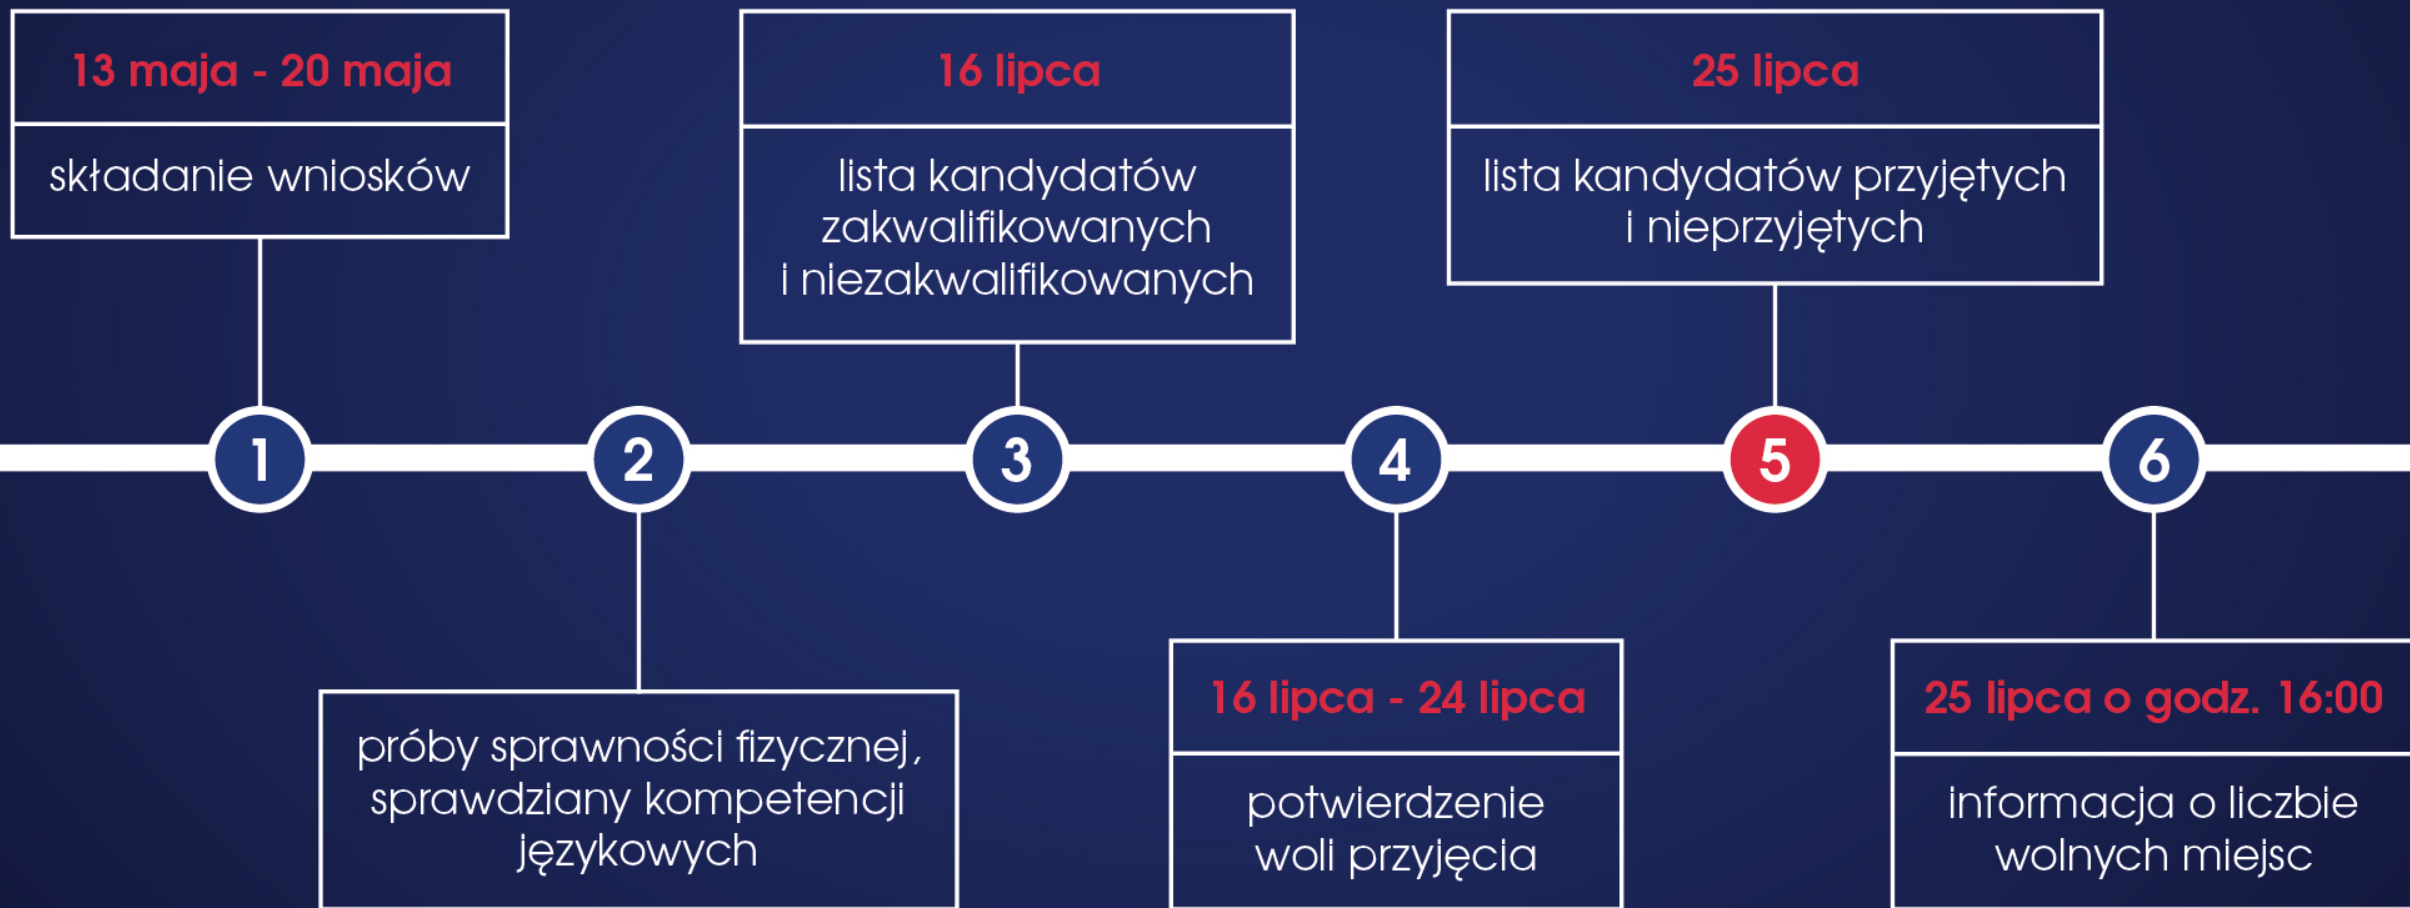 13 maja - 20 maja
składanie wniosków
16 lipca
lista kandydatów
zakwalifikowanych
i niezakwalifikowanych
25 lipca
lista kandydatów przyjętych
i nieprzyjętych
1
2
3
4
5
6
próby sprawności fizycznej,
sprawdziany kompetencji
językowych
16 lipca - 24 lipca
potwierdzenie
woli przyjęcia
25 lipca o godz. 16:00
informacja o liczbie
wolnych miejsc